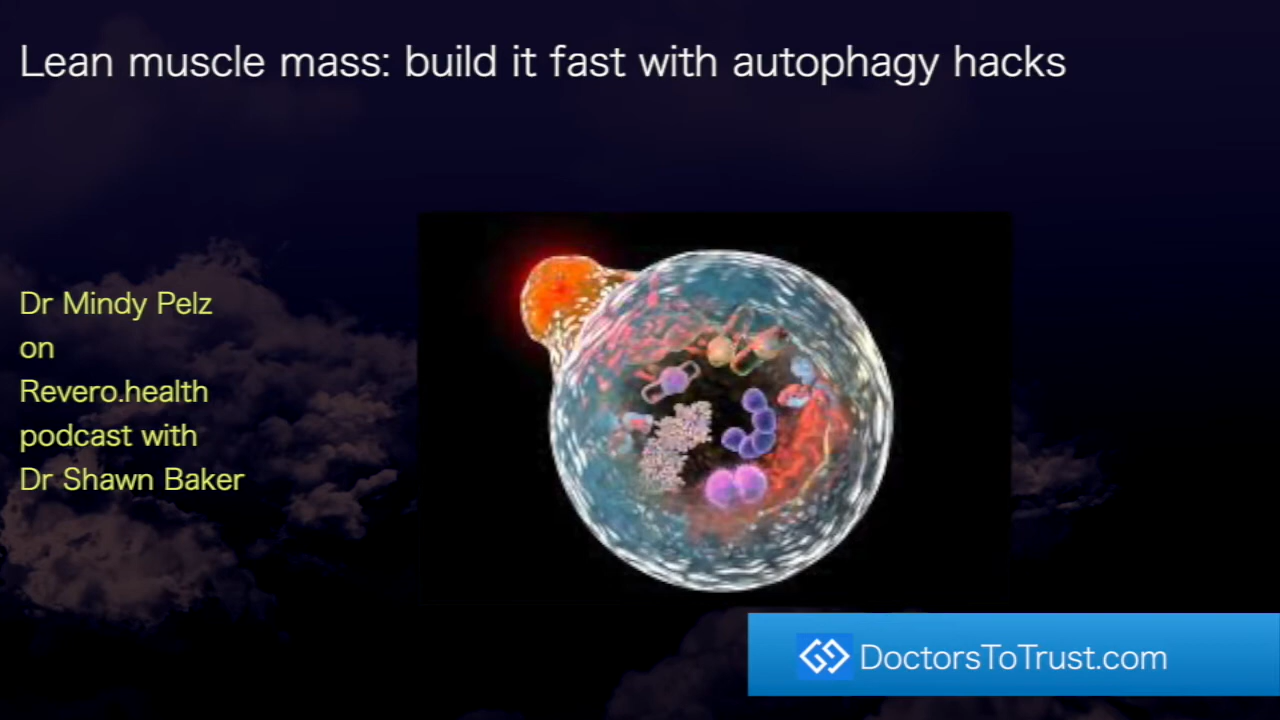 Lean muscle mass: build it fast with autophagy hacks
Dr Mindy Pelz
on
Revero.health
podcast with
Dr Shawn Baker
DoctorsToTrust.com